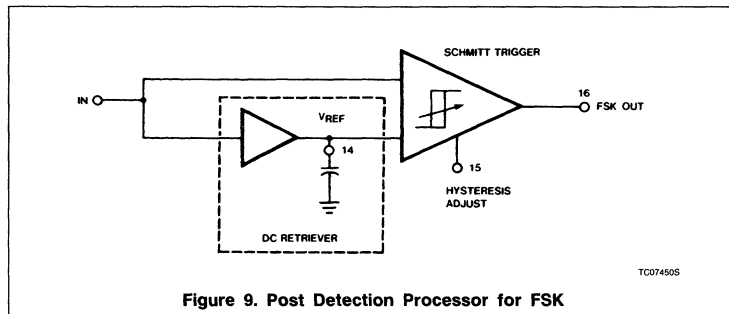 SCHMITT TRIGGER
IN
VREF
14
16
FSK OUT
15
HYSTERESIS
ADJUST
DC RETRIEVER
TC07450S
Figure 9. Post Detection Processor for FSK